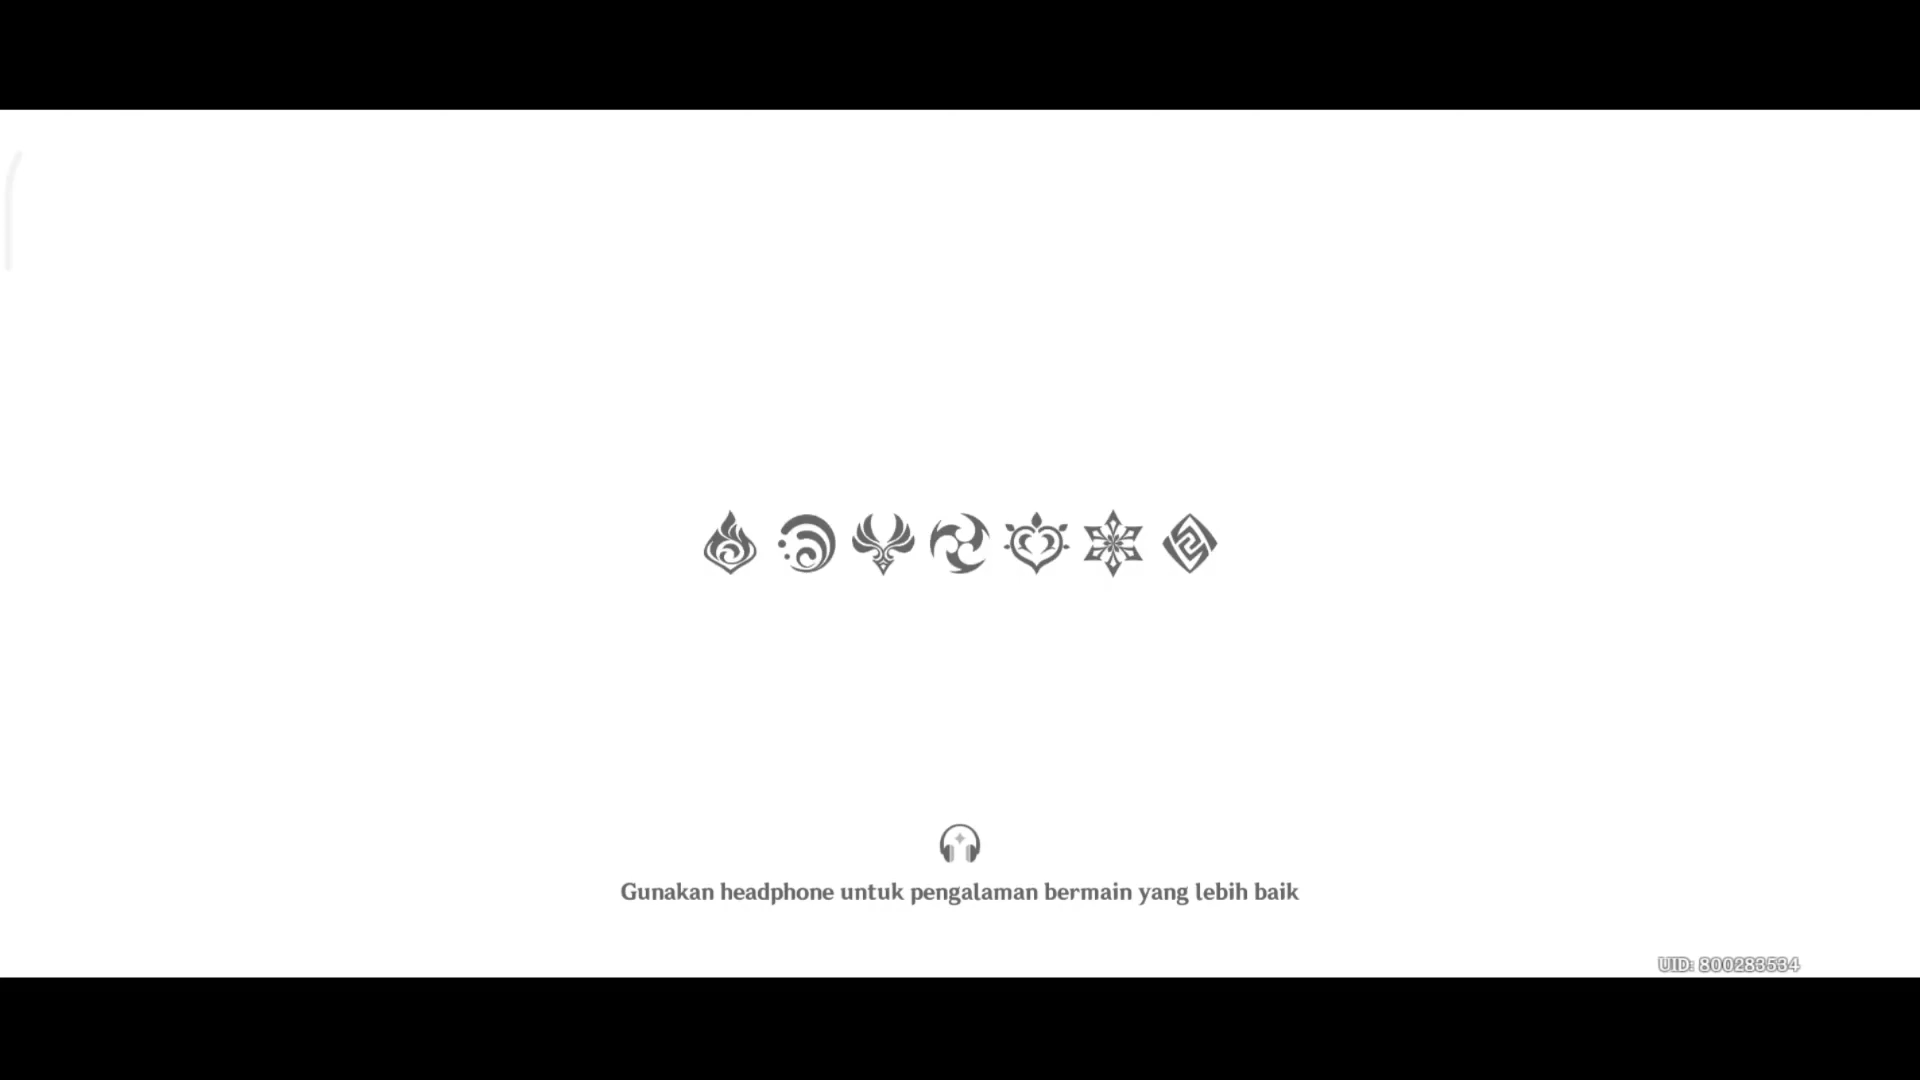 Gunakan headphone untuk pengalaman bermain yang lebih baik
UID: 800283534